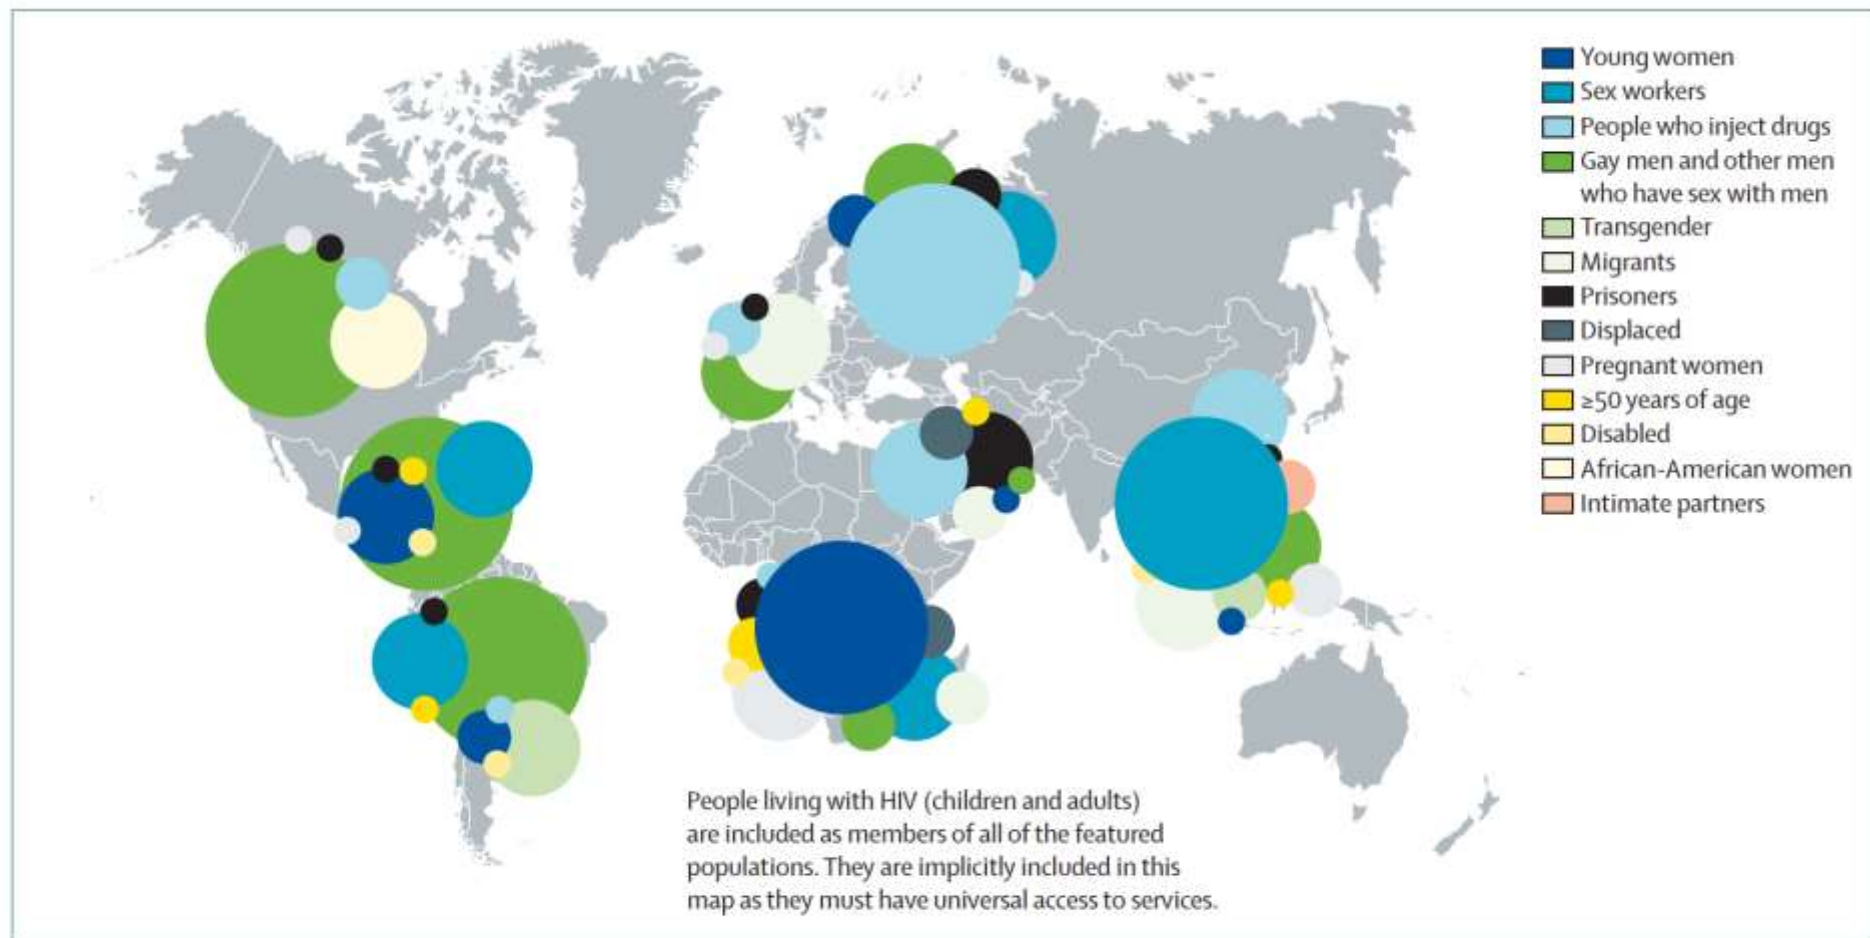 Young women
Sex workers
People who inject drugs
Gay men and other men
who have sex with men
Transgender
Migrants
Prisoners
Displaced
Pregnant women
≥50 years of age
Disabled
African-American women
Intimate partners
People living with HIV (children and adults)
are included as members of all of the featured
populations. They are implicitly included in this
map as they must have universal access to services.